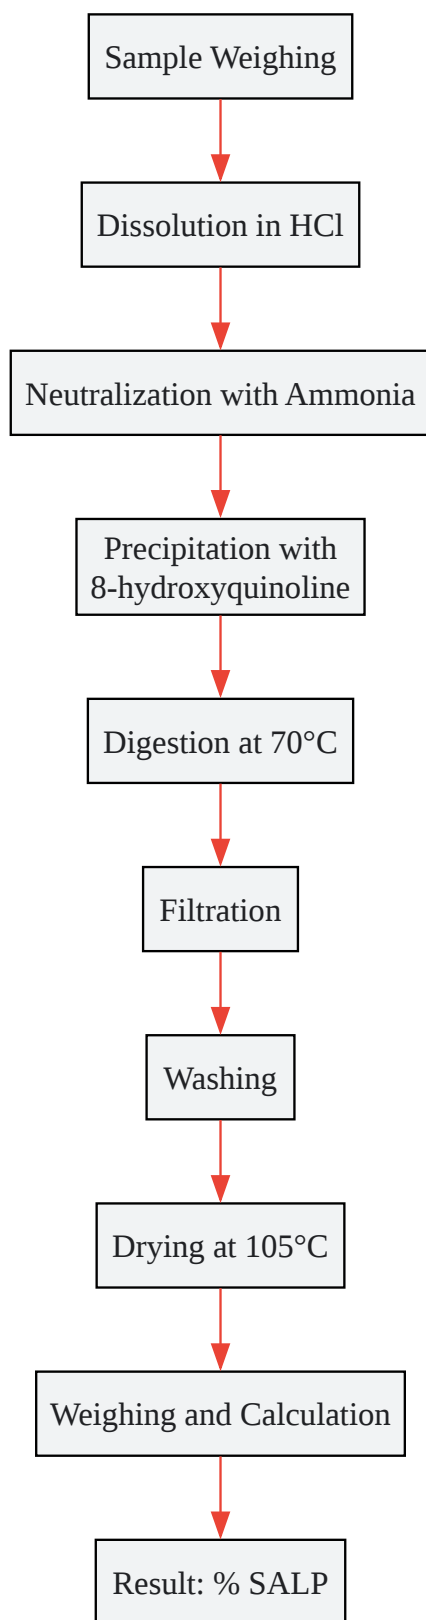 Sample Weighing
Dissolution in HCl
Neutralization with Ammonia
Precipitation with
8-hydroxyquinoline
Digestion at 70°C
Filtration
Washing
Drying at 105°C
Weighing and Calculation
Result: % SALP